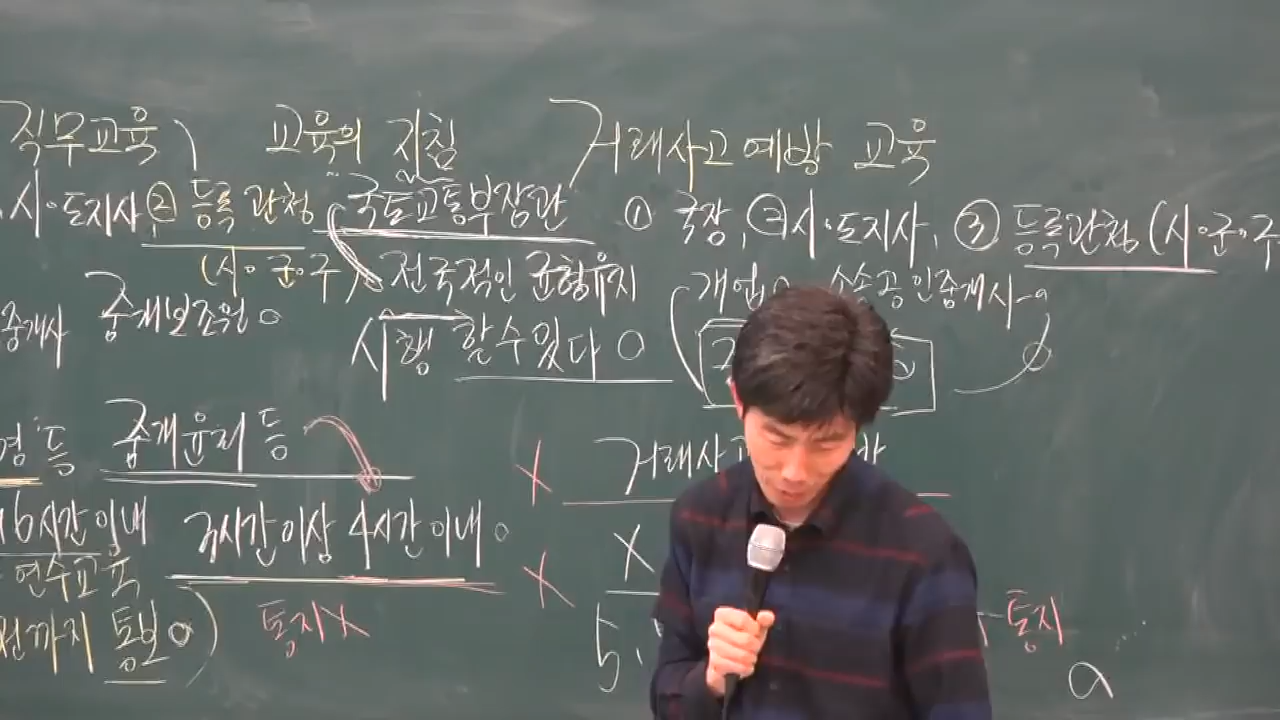 직무교육 교육의 지침 거래사고 예방 교육
시·도지사, ② 등록관청 국토교통부장관 ① 국장, ②시·도지사, ③ 등록관청 (시·군·구
(시·군·구) 전국적인 균형유지 개업 소속공인중개사
중개사 중개보조원 시행 할 수 있다 O
등 중개윤리 등 거래사고
16시간 이내 3시간 이상 4시간 이내 X
연수교육 X X
까지 통보 통지X 5. 통지